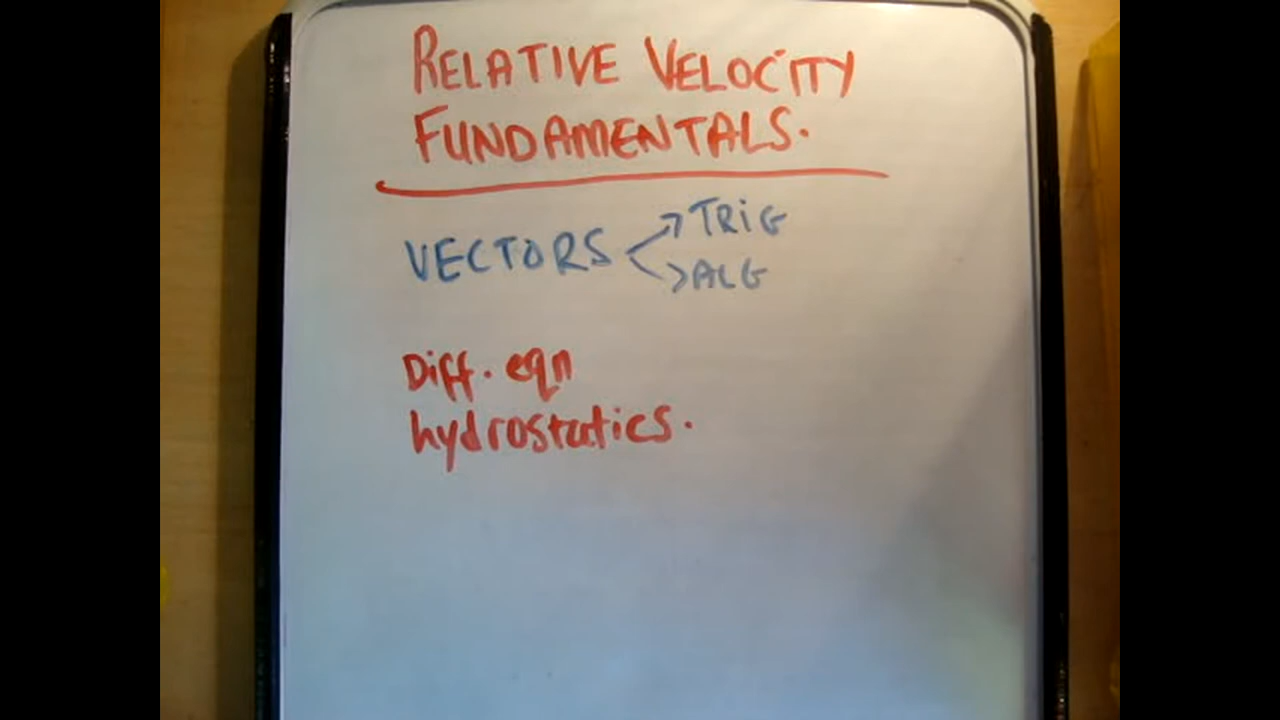 RELATIVE VELOCITY
FUNDAMENTALS.
VECTORS
TRIG
ALG
Diff. eqn
hydrostatics.